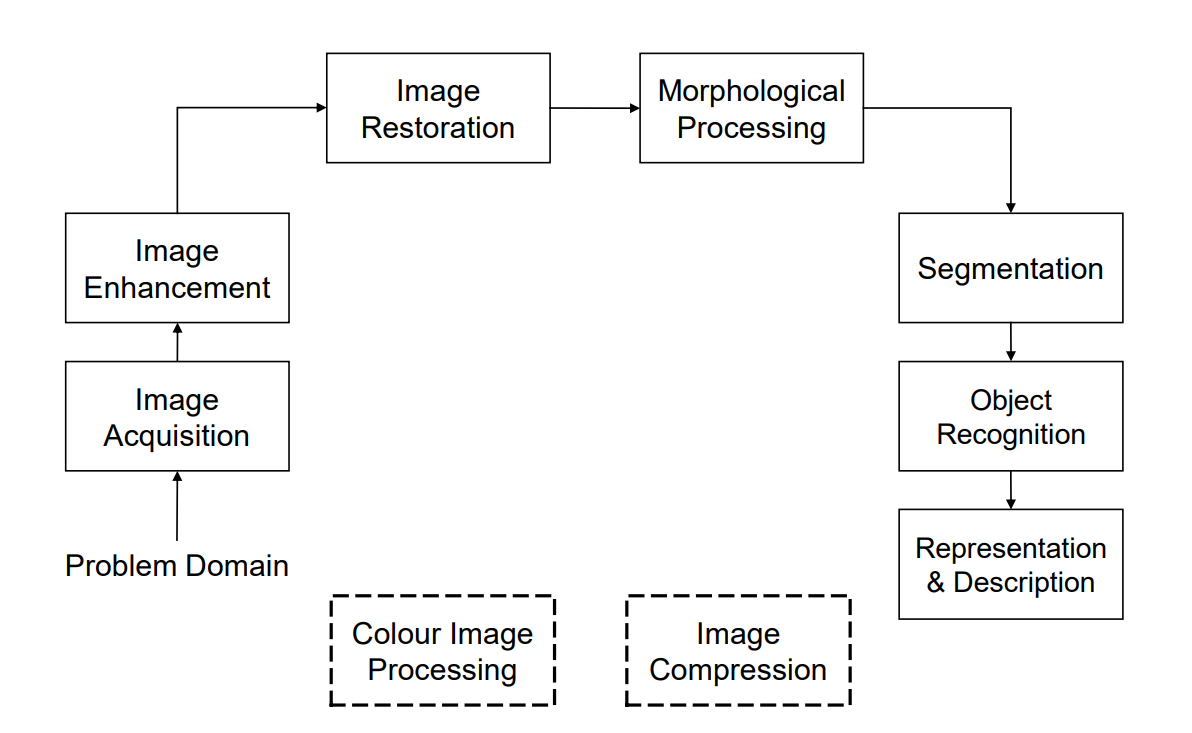 Image
Restoration
Morphological
Processing
Image
Enhancement
Segmentation
Image
Acquisition
Object
Recognition
Problem Domain
Representation
& Description
Colour Image
Processing
Image
Compression